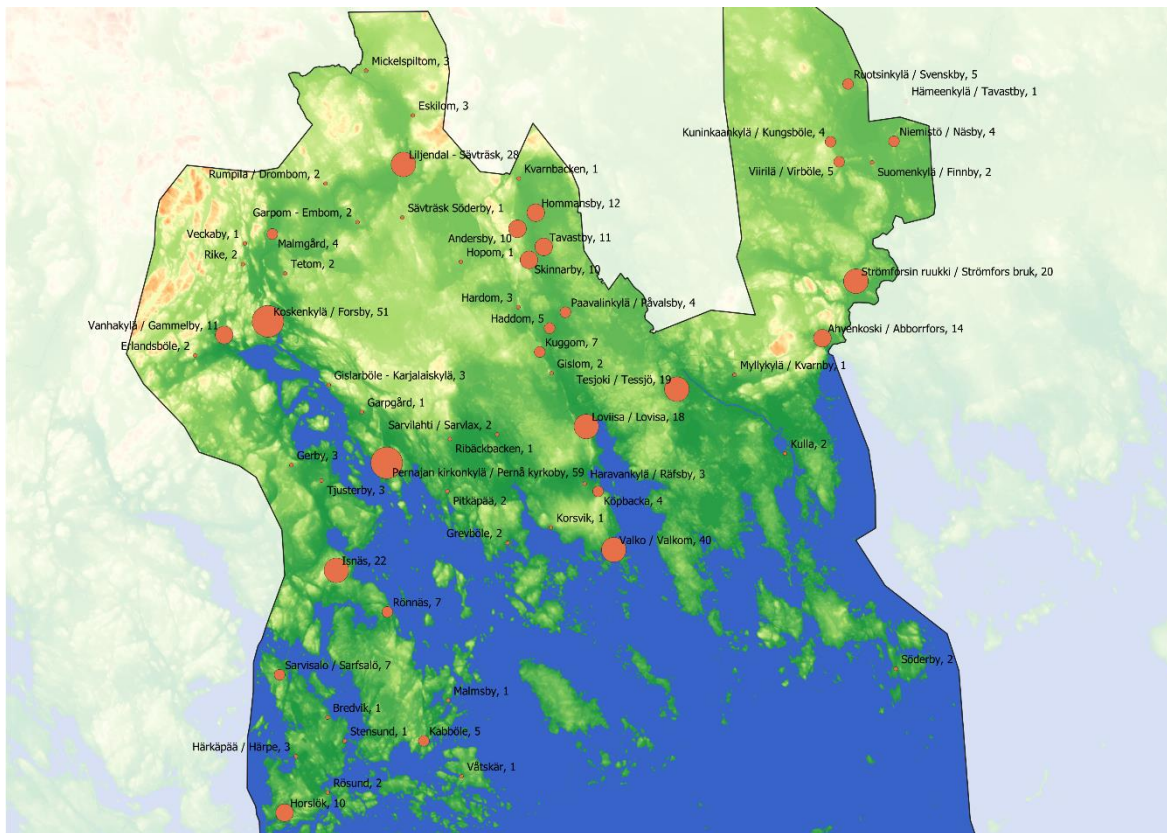 Mickelspiltom, 3
Ruotsinkylä / Svenskby, 5
Hämeenkylä / Tavastby, 1
Eskilom, 3
Kuninkaankylä / Kungsböle, 4
Niemistö / Näsby, 4
Liljendal - Sävträsk, 28
Viirilä / Virböle, 5
Suomenkylä / Finnby, 2
Kvarnbacken, 1
Rumpila / Drombom, 2
Sävträsk Söderby, 1
Hommansby, 12
Garpom - Embom, 2
Andersby, 10
Tavastby, 11
Veckaby, 1
Malmgård, 4
Hopom, 1
Rike, 2
Tetom, 2
Skinnarby, 10
Strömforsin ruukki / Strömfors bruk, 20
Hardom, 3
Paavalinkylä / Påvalsby, 4
Koskenkylä / Forsby, 51
Haddom, 5
Vanhakylä / Gammelby, 11
Ahvenkoski / Abborrfors, 14
Erlandsböle, 2
Kuggom, 7
Gislom, 2
Myllykylä / Kvarnby, 1
Gislarböle - Karjalaiskylä, 3
Tesjoki / Tessjö, 19
Garpgård, 1
Loviisa / Lovisa, 18
Sarvilahti / Sarvlax, 2
Ribäckbacken, 1
Kulla, 2
Gerby, 3
Pernajan kirkonkylä / Pernå kyrkoby, 59
Haravankylä / Räfsby, 3
Tjusterby, 3
Pitkäpää, 2
Köpbacka, 4
Korsvik, 1
Grevböle, 2
Valko / Valkom, 40
Isnäs, 22
Rönnäs, 7
Söderby, 2
Sarvisalo / Sarfsalö, 7
Malmsby, 1
Bredvik, 1
Stensund, 1
Kabböle, 5
Härkäpää / Härpe, 3
Våtskär, 1
Rösund, 2
Horslök, 10